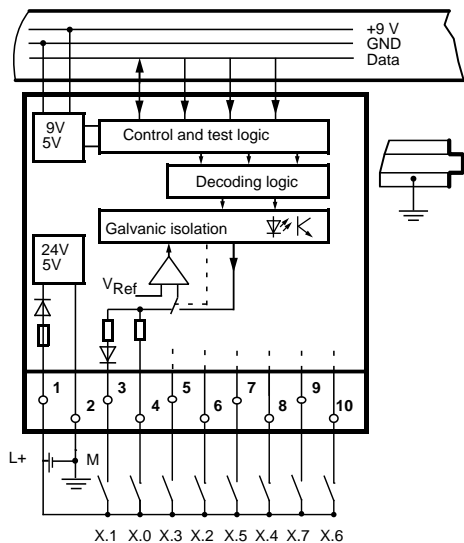 +9 V
GND
Data
9V
5V
Control and test logic
Decoding logic
Galvanic isolation
24V
5V
VRef
1 3 5 7 9
2 4 6 8 10
L+ M
X.1 X.0 X.3 X.2 X.5 X.4 X.7 X.6